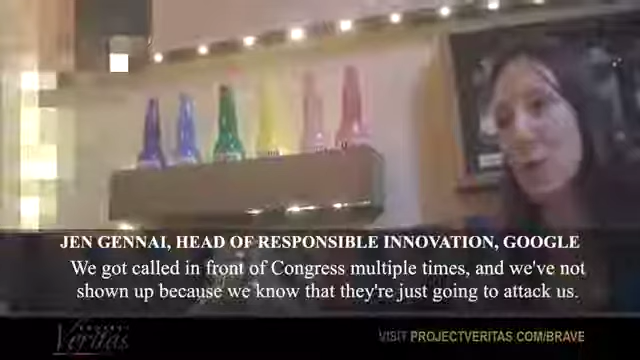 JEN GENNAI, HEAD OF RESPONSIBLE INNOVATION, GOOGLE
We got called in front of Congress multiple times, and we've not
shown up because we know that they're just going to attack us.
PROJECT
Veritas
VISIT PROJECTVERITAS.COM/BRAVE